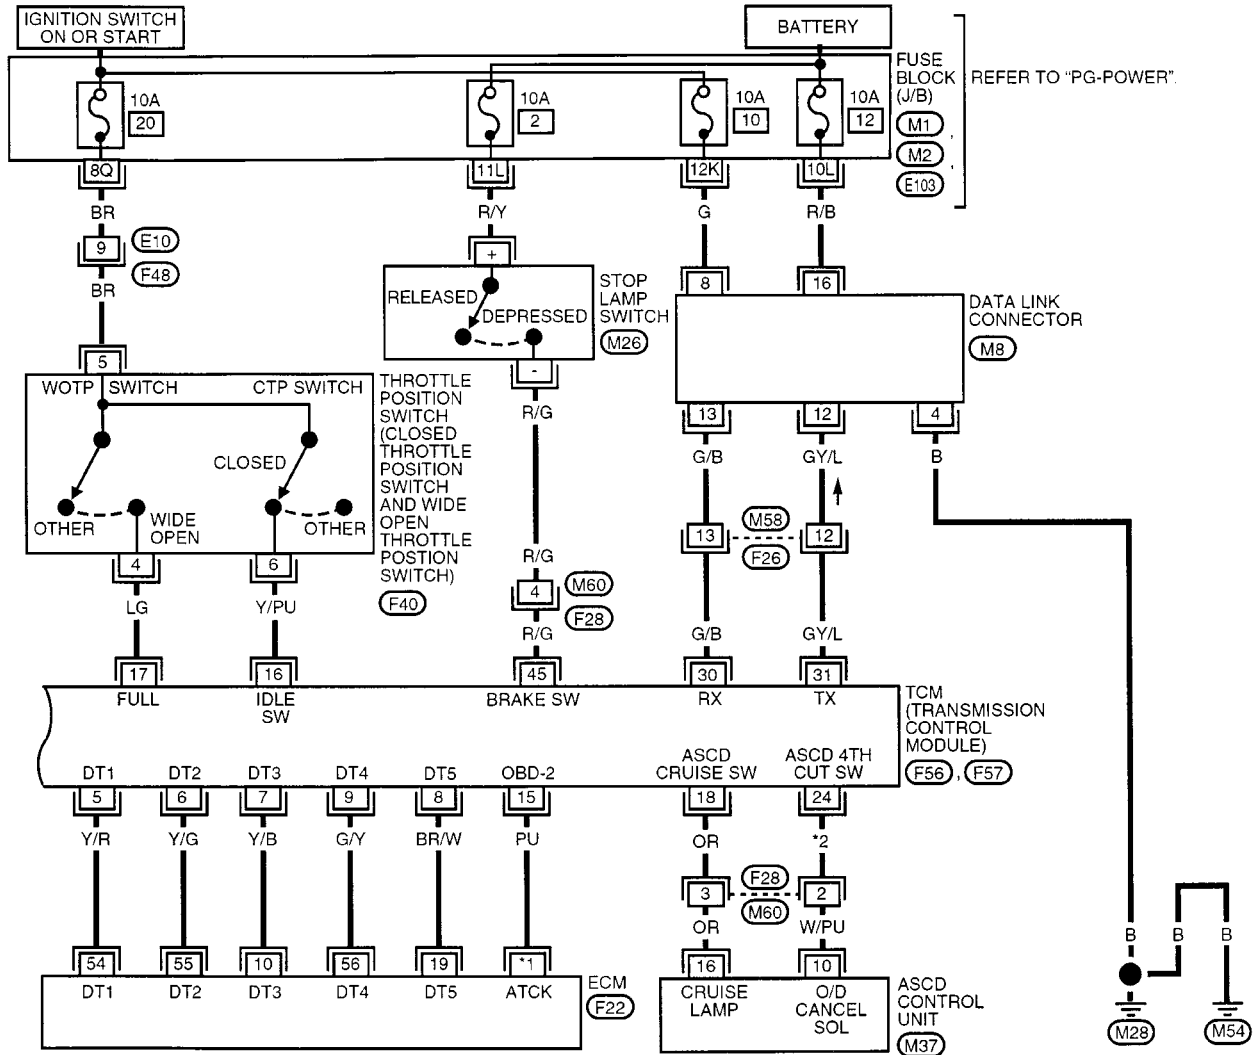 IGNITION SWITCH
ON OR START
BATTERY
FUSE
BLOCK
(J/B)
REFER TO "PG-POWER".
M1 ,
M2 ,
E103
10A
20
10A
2
10A
10
10A
12
8Q
11L
12K
10L
BR
R/Y
G
R/B
9
E10
F48
BR
+
8
16
RELEASED
DEPRESSED
STOP
LAMP
SWITCH
M26
DATA LINK
CONNECTOR
M8
5
-
13
12
4
WOTP SWITCH
CTP SWITCH
CLOSED
OTHER
WIDE
OPEN
OTHER
THROTTLE
POSITION
SWITCH
(CLOSED
THROTTLE
POSITION
SWITCH
AND WIDE
OPEN
THROTTLE
POSTION
SWITCH)
F40
R/G
G/B
GY/L
B
13
M58
F26
12
4
6
LG
Y/PU
R/G
4
M60
F28
R/G
G/B
GY/L
17
16
45
30
31
FULL
IDLE
SW
BRAKE SW
RX
TX
TCM
(TRANSMISSION
CONTROL
MODULE)
F56 , F57
DT1
DT2
DT3
DT4
DT5
OBD-2
ASCD
CRUISE SW
ASCD 4TH
CUT SW
5
6
7
9
8
15
18
24
Y/R
Y/G
Y/B
G/Y
BR/W
PU
OR
*2
3
F28
M60
2
OR
W/PU
B
B
B
54
55
10
56
19
*1
16
10
DT1
DT2
DT3
DT4
DT5
ATCK
ECM
F22
CRUISE
LAMP
O/D
CANCEL
SOL
ASCD
CONTROL
UNIT
M37
M28
M54